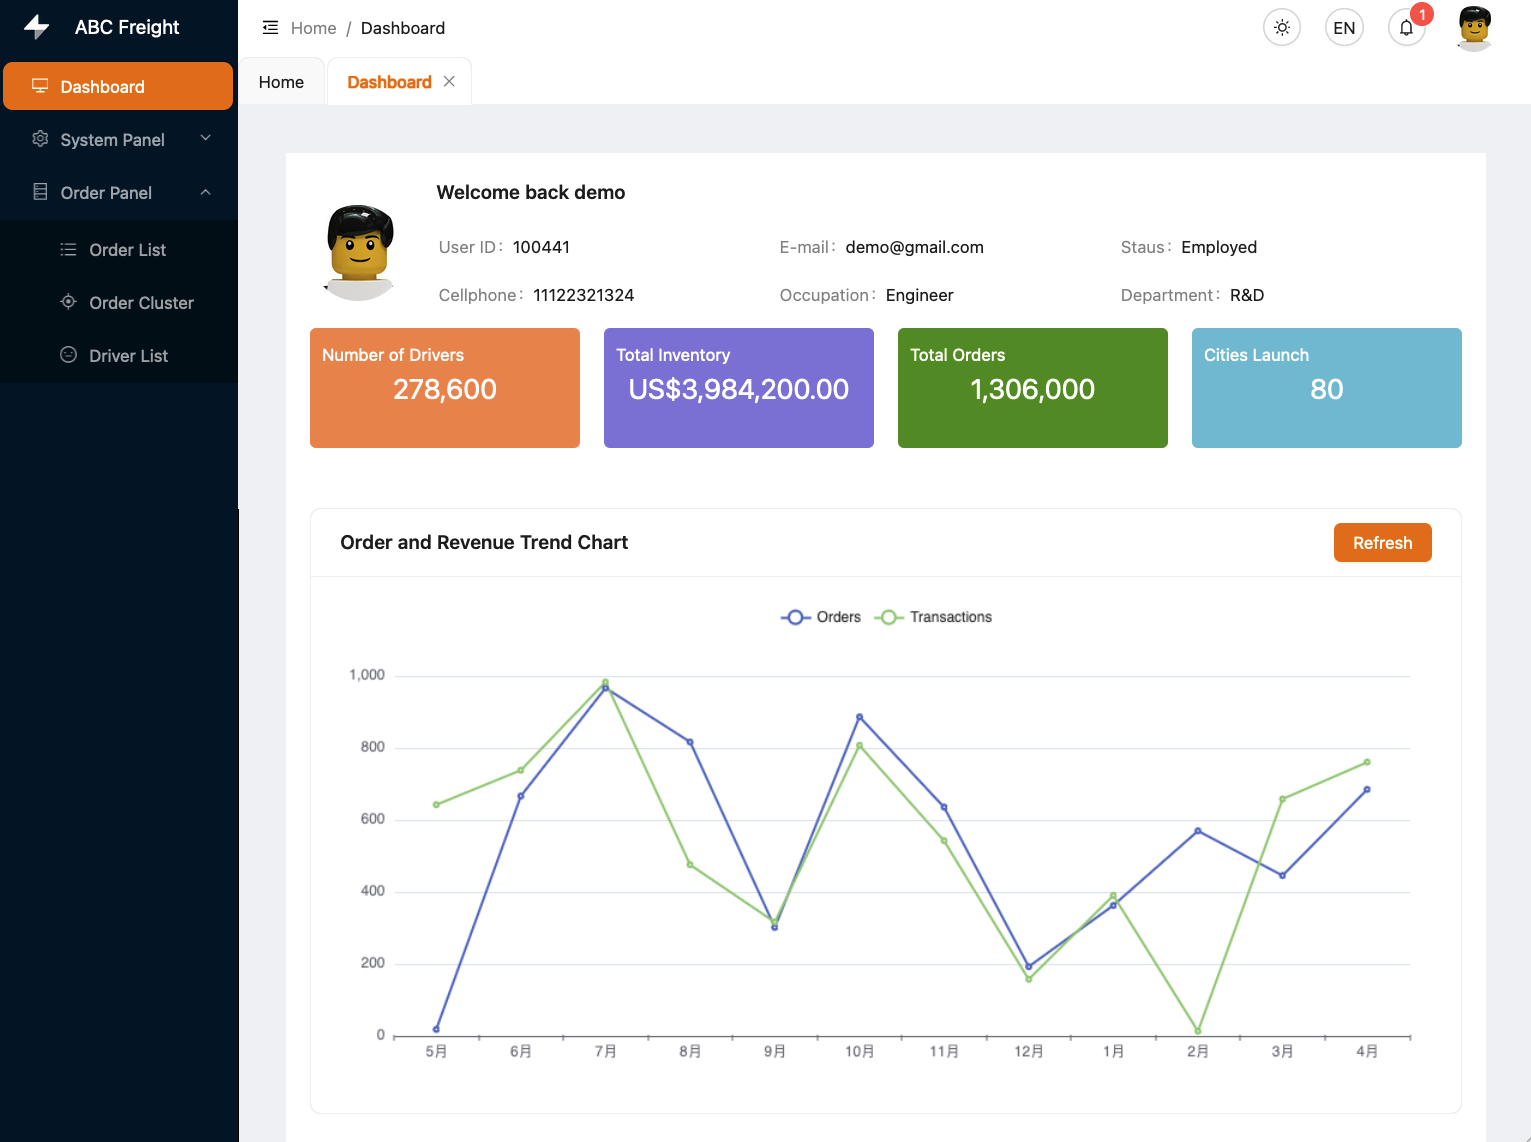 ABC Freight
Home / Dashboard
EN
1
Dashboard
System Panel
Order Panel
Order List
Order Cluster
Driver List
Home
Dashboard
Welcome back demo
User ID : 100441
E-mail : demo@gmail.com
Staus : Employed
Cellphone : 11122321324
Occupation : Engineer
Department : R&D
Number of Drivers
278,600
Total Inventory
US$3,984,200.00
Total Orders
1,306,000
Cities Launch
80
Order and Revenue Trend Chart
Refresh
Orders
Transactions
1,000
800
600
400
200
0
5月 6月 7月 8月 9月 10月 11月 12月 1月 2月 3月 4月